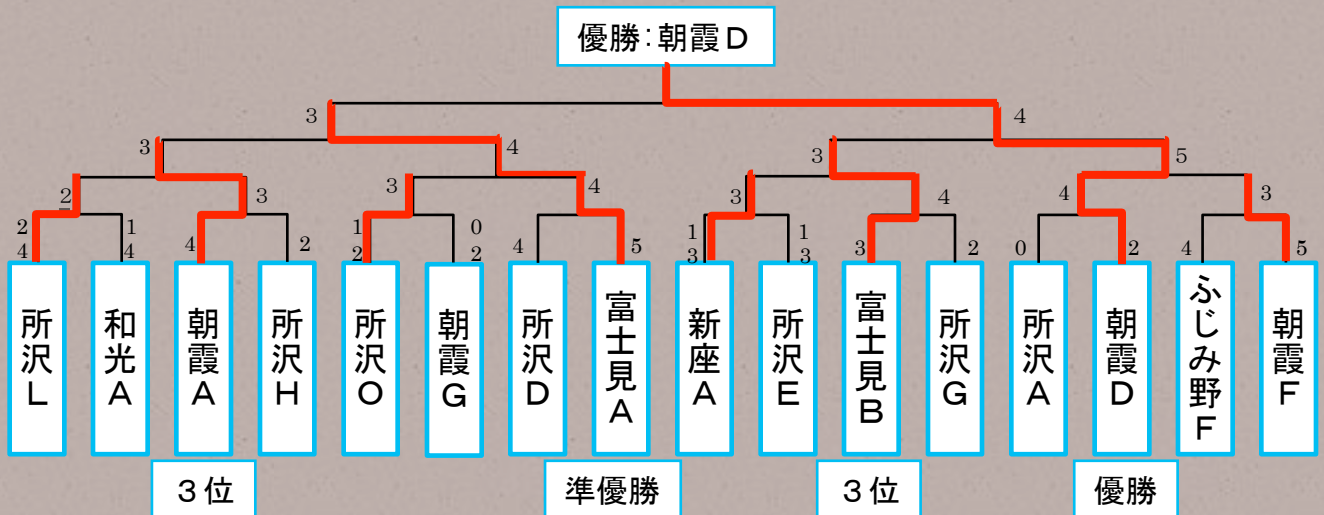 優勝：朝霞Ｄ
3
4
3
4
3
5
2
3
3
4
3
4
4
3
2
1
1
0
1
1
4
4
4
2
2
2
4
5
3
3
3
2
0
2
4
5
所沢Ｌ
和光Ａ
朝霞Ａ
所沢Ｈ
所沢Ｏ
朝霞Ｇ
所沢Ｄ
富士見Ａ
新座Ａ
所沢Ｅ
富士見Ｂ
所沢Ｇ
所沢Ａ
朝霞Ｄ
ふじみ野Ｆ
朝霞Ｆ
３位
準優勝
３位
優勝